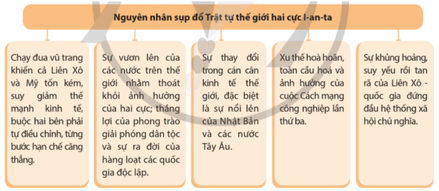 Nguyên nhân sụp đổ Trật tự thế giới hai cực I-an-ta
Chạy đua vũ trang
khiến cả Liên Xô
và Mỹ tốn kém,
suy giảm thế
mạnh kinh tế,
buộc hai bên phải
tự điều chỉnh, từng
bước hạn chế căng
thẳng.
Sự vươn lên của
các nước trên thế
giới nhằm thoát
khỏi ảnh hưởng
của hai cực; thắng
lợi của phong trào
giải phóng dân tộc
và sự ra đời của
hàng loạt các quốc
gia độc lập.
Sự thay đổi
trong cán cân
kinh tế thế
giới, đặc biệt
là sự nổi lên
của Nhật Bản
và các nước
Tây Âu.
Xu thế hoà hoãn,
toàn cầu hoá và
ảnh hưởng của
cuộc Cách mạng
công nghiệp lần
thứ ba.
Sự khủng hoảng,
suy yếu rồi tan
rã của Liên Xô -
quốc gia đứng
đầu hệ thống xã
hội chủ nghĩa.